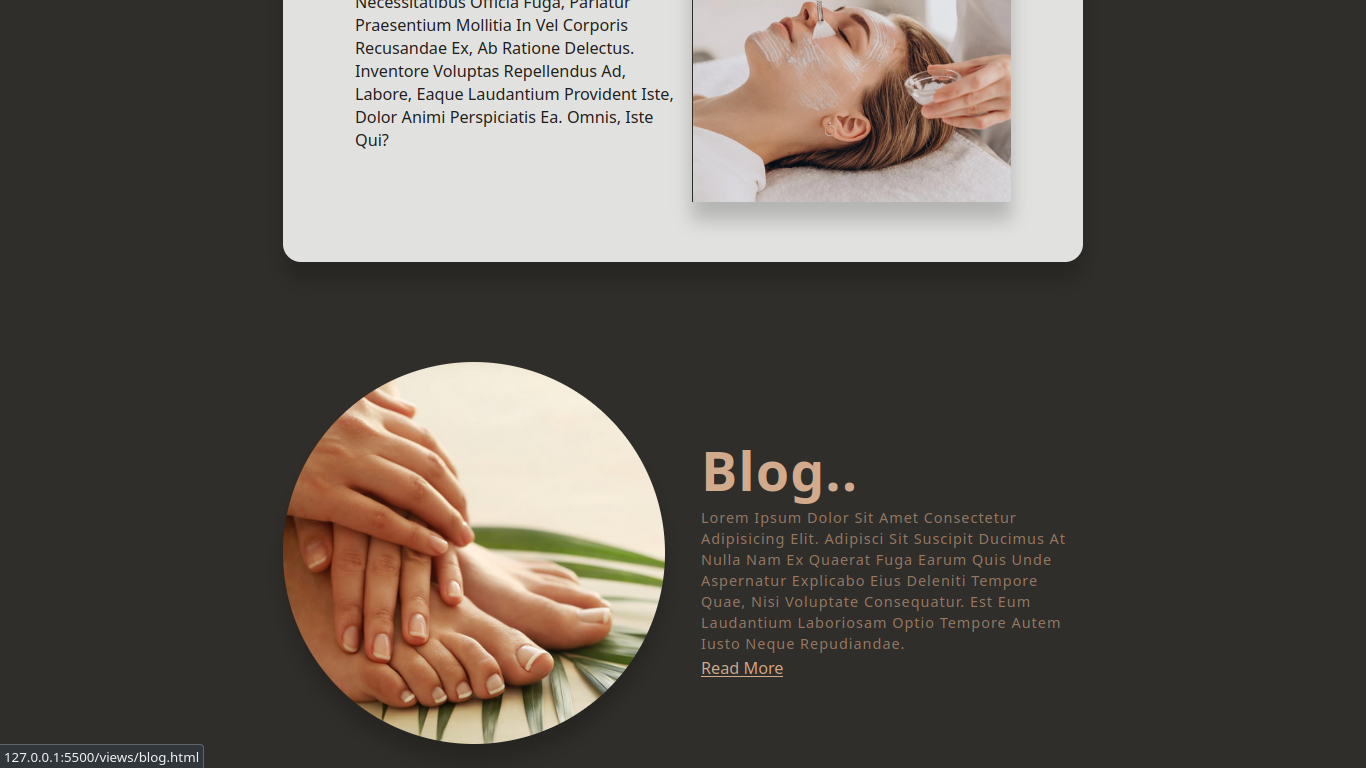 Necessitatibus Officia Fuga, Pariatur
Praesentium Mollitia In Vel Corporis
Recusandae Ex, Ab Ratione Delectus.
Inventore Voluptas Repellendus Ad,
Labore, Eaque Laudantium Provident Iste,
Dolor Animi Perspiciatis Ea. Omnis, Iste
Qui?
Blog..
Lorem Ipsum Dolor Sit Amet Consectetur
Adipisicing Elit. Adipisci Sit Suscipit Ducimus At
Nulla Nam Ex Quaerat Fuga Earum Quis Unde
Aspernatur Explicabo Eius Deleniti Tempore
Quae, Nisi Voluptate Consequatur. Est Eum
Laudantium Laboriosam Optio Tempore Autem
Iusto Neque Repudiandae.
Read More
127.0.0.1:5500/views/blog.html